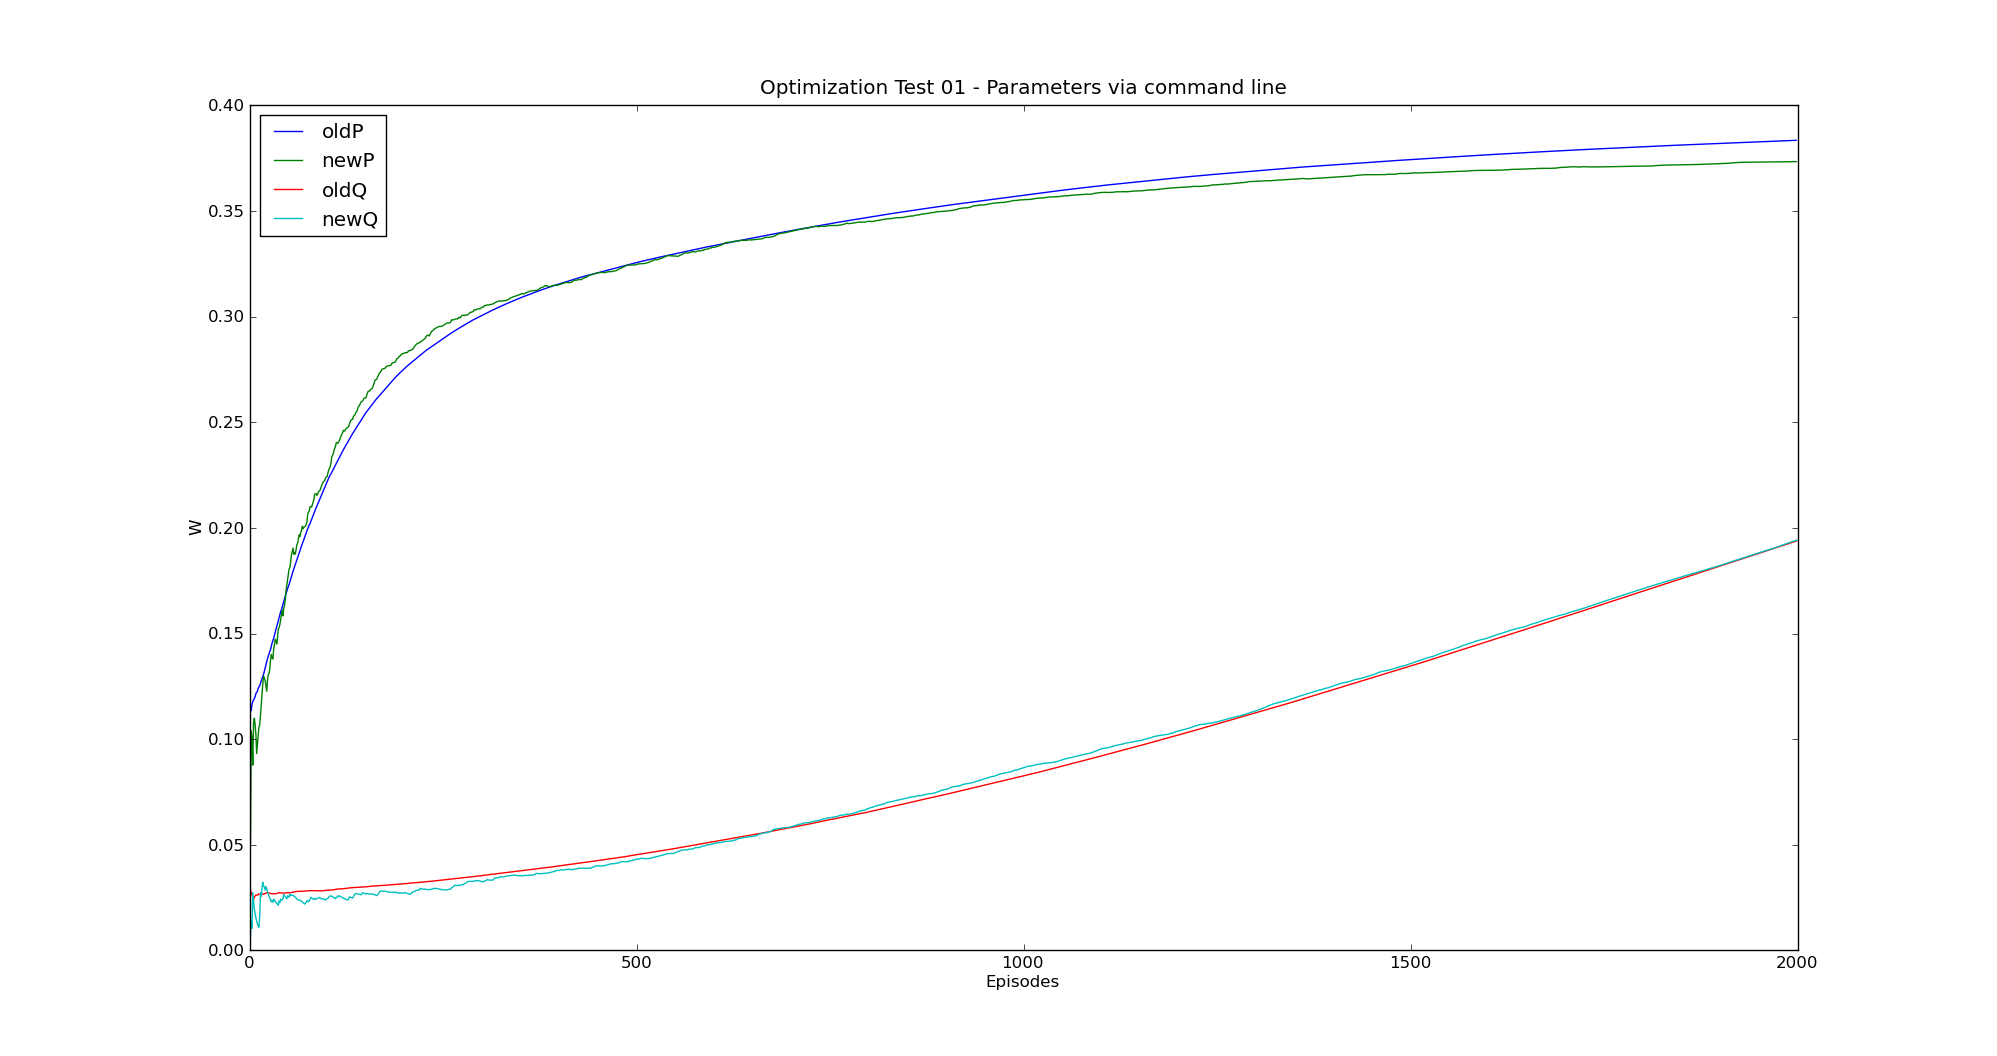 Optimization Test 01 - Parameters via command line
0.40
0.35
0.30
0.25
0.20
0.15
0.10
0.05
0.00
W
oldP
newP
oldQ
newQ
0 500 1000 1500 2000
Episodes